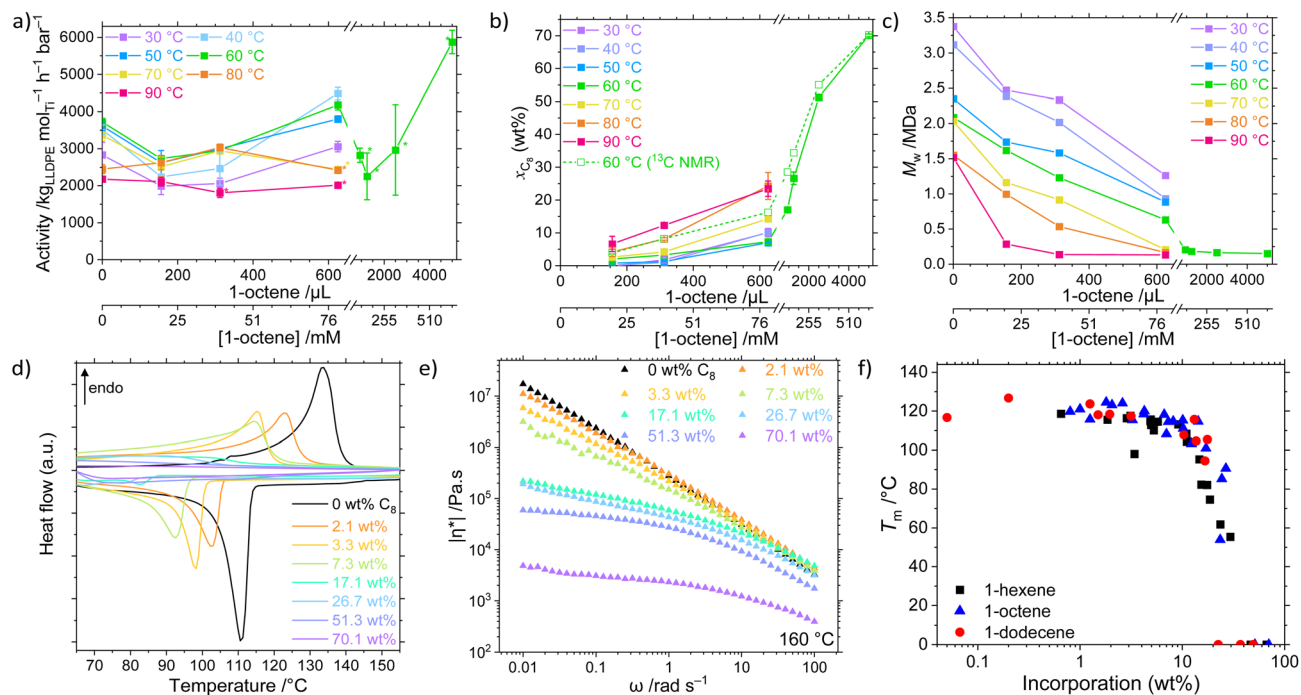 a)
Activity /kg_LLDPE mol_Ti⁻¹ h⁻¹ bar⁻¹
30 °C
40 °C
50 °C
60 °C
70 °C
80 °C
90 °C
6000
5000
4000
3000
2000
1000
0
0 200 400 600 2000 4000
1-octene /µL
0 25 51 76 255 510
[1-octene] /mM
b)
x_C₈ (wt%)
30 °C
40 °C
50 °C
60 °C
70 °C
80 °C
90 °C
60 °C (¹³C NMR)
70
60
50
40
30
20
10
0
0 200 400 600 2000 4000
1-octene /µL
0 25 51 76 255 510
[1-octene] /mM
c)
M_w /MDa
30 °C
40 °C
50 °C
60 °C
70 °C
80 °C
90 °C
3.5
3.0
2.5
2.0
1.5
1.0
0.5
0.0
0 200 400 600 2000 4000
1-octene /µL
0 25 51 76 255 510
[1-octene] /mM
d)
endo
Heat flow (a.u.)
0 wt% C₈
2.1 wt%
3.3 wt%
7.3 wt%
17.1 wt%
26.7 wt%
51.3 wt%
70.1 wt%
70 80 90 100 110 120 130 140 150
Temperature /°C
e)
|η*| /Pa.s
0 wt% C₈ 2.1 wt%
3.3 wt% 7.3 wt%
17.1 wt% 26.7 wt%
51.3 wt% 70.1 wt%
10⁷
10⁶
10⁵
10⁴
10³
10²
160 °C
0.01 0.1 1 10 100
ω /rad s⁻¹
f)
T_m /°C
140
120
100
80
60
40
20
0
1-hexene
1-octene
1-dodecene
0.1 1 10 100
Incorporation (wt%)